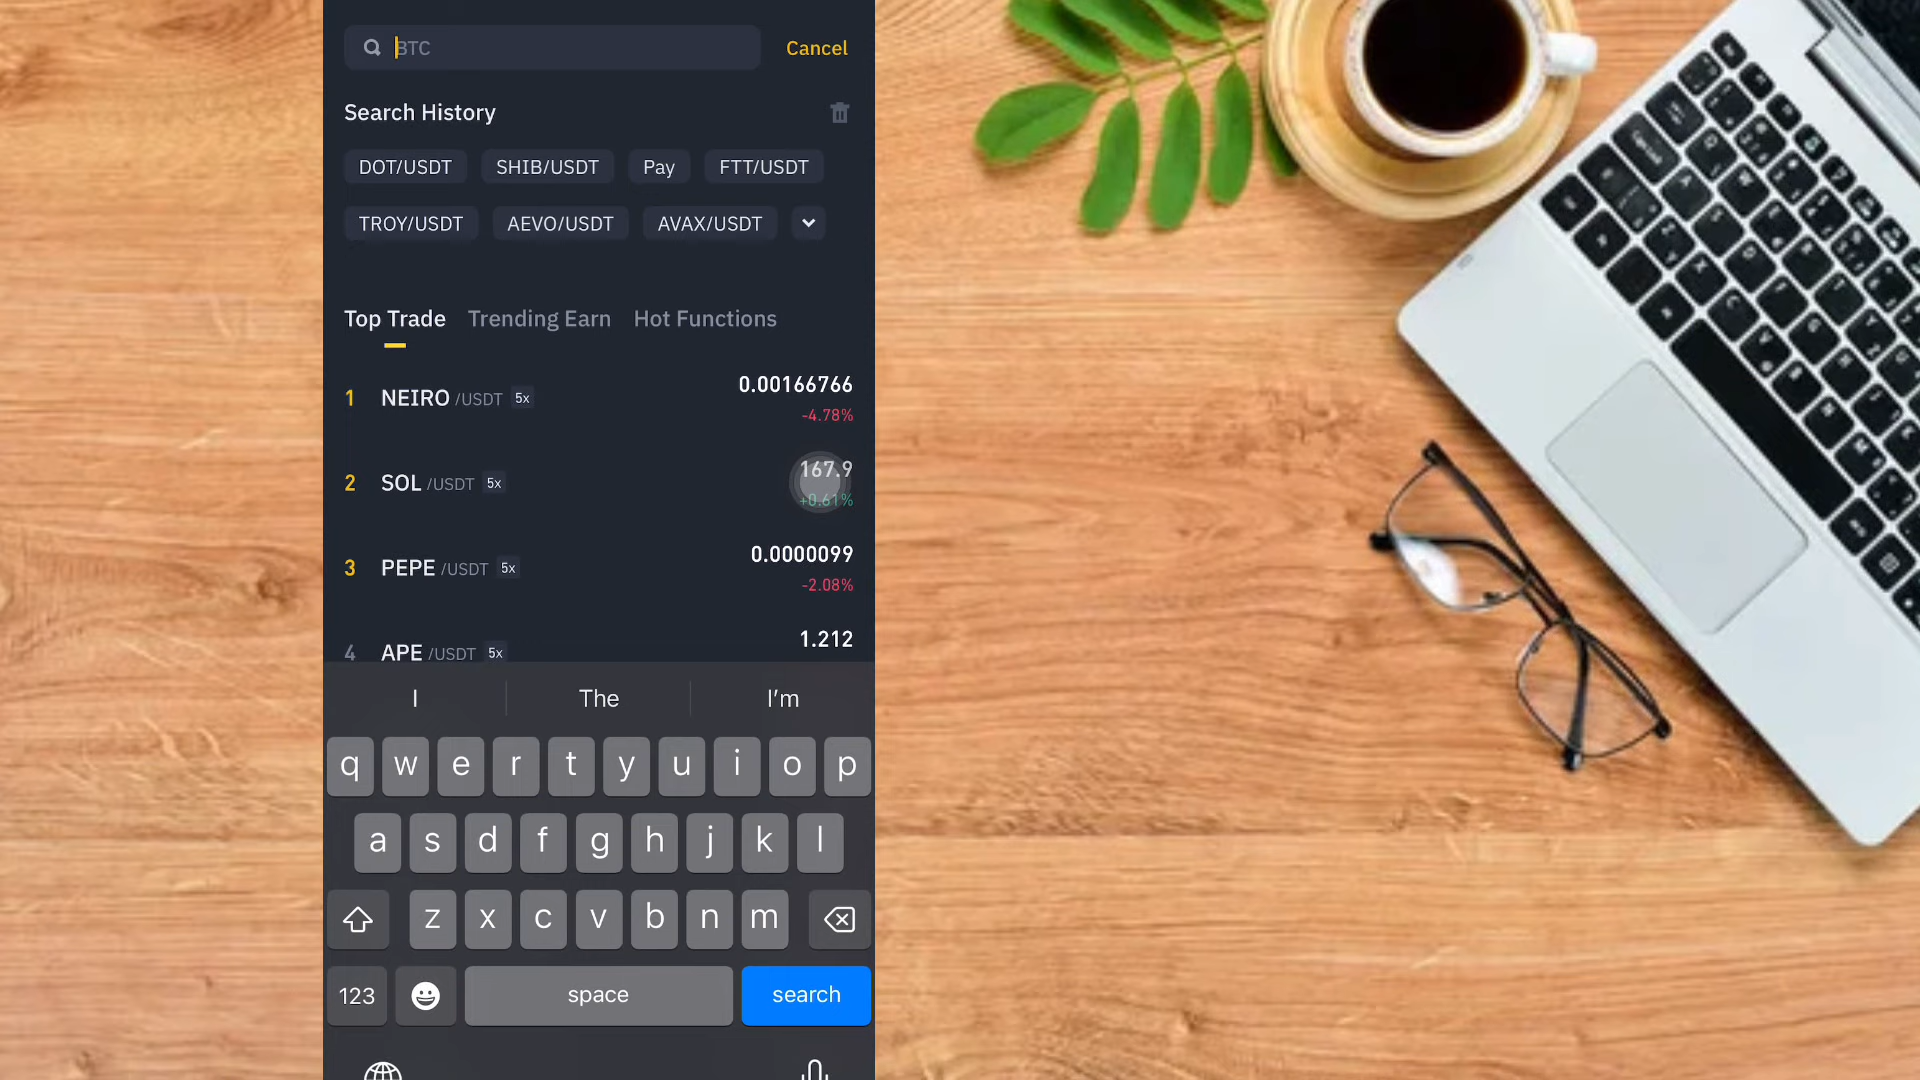 BTC
Cancel
Search History
DOT/USDT SHIB/USDT Pay FTT/USDT
TROY/USDT AEVO/USDT AVAX/USDT
Top Trade Trending Earn Hot Functions
1 NEIRO /USDT 5x 0.00166766
-4.78%
2 SOL /USDT 5x 167.9
+0.61%
3 PEPE /USDT 5x 0.0000099
-2.08%
4 APE /USDT 5x 1.212
I The I'm
q w e r t y u i o p
a s d f g h j k l
z x c v b n m
123 space search